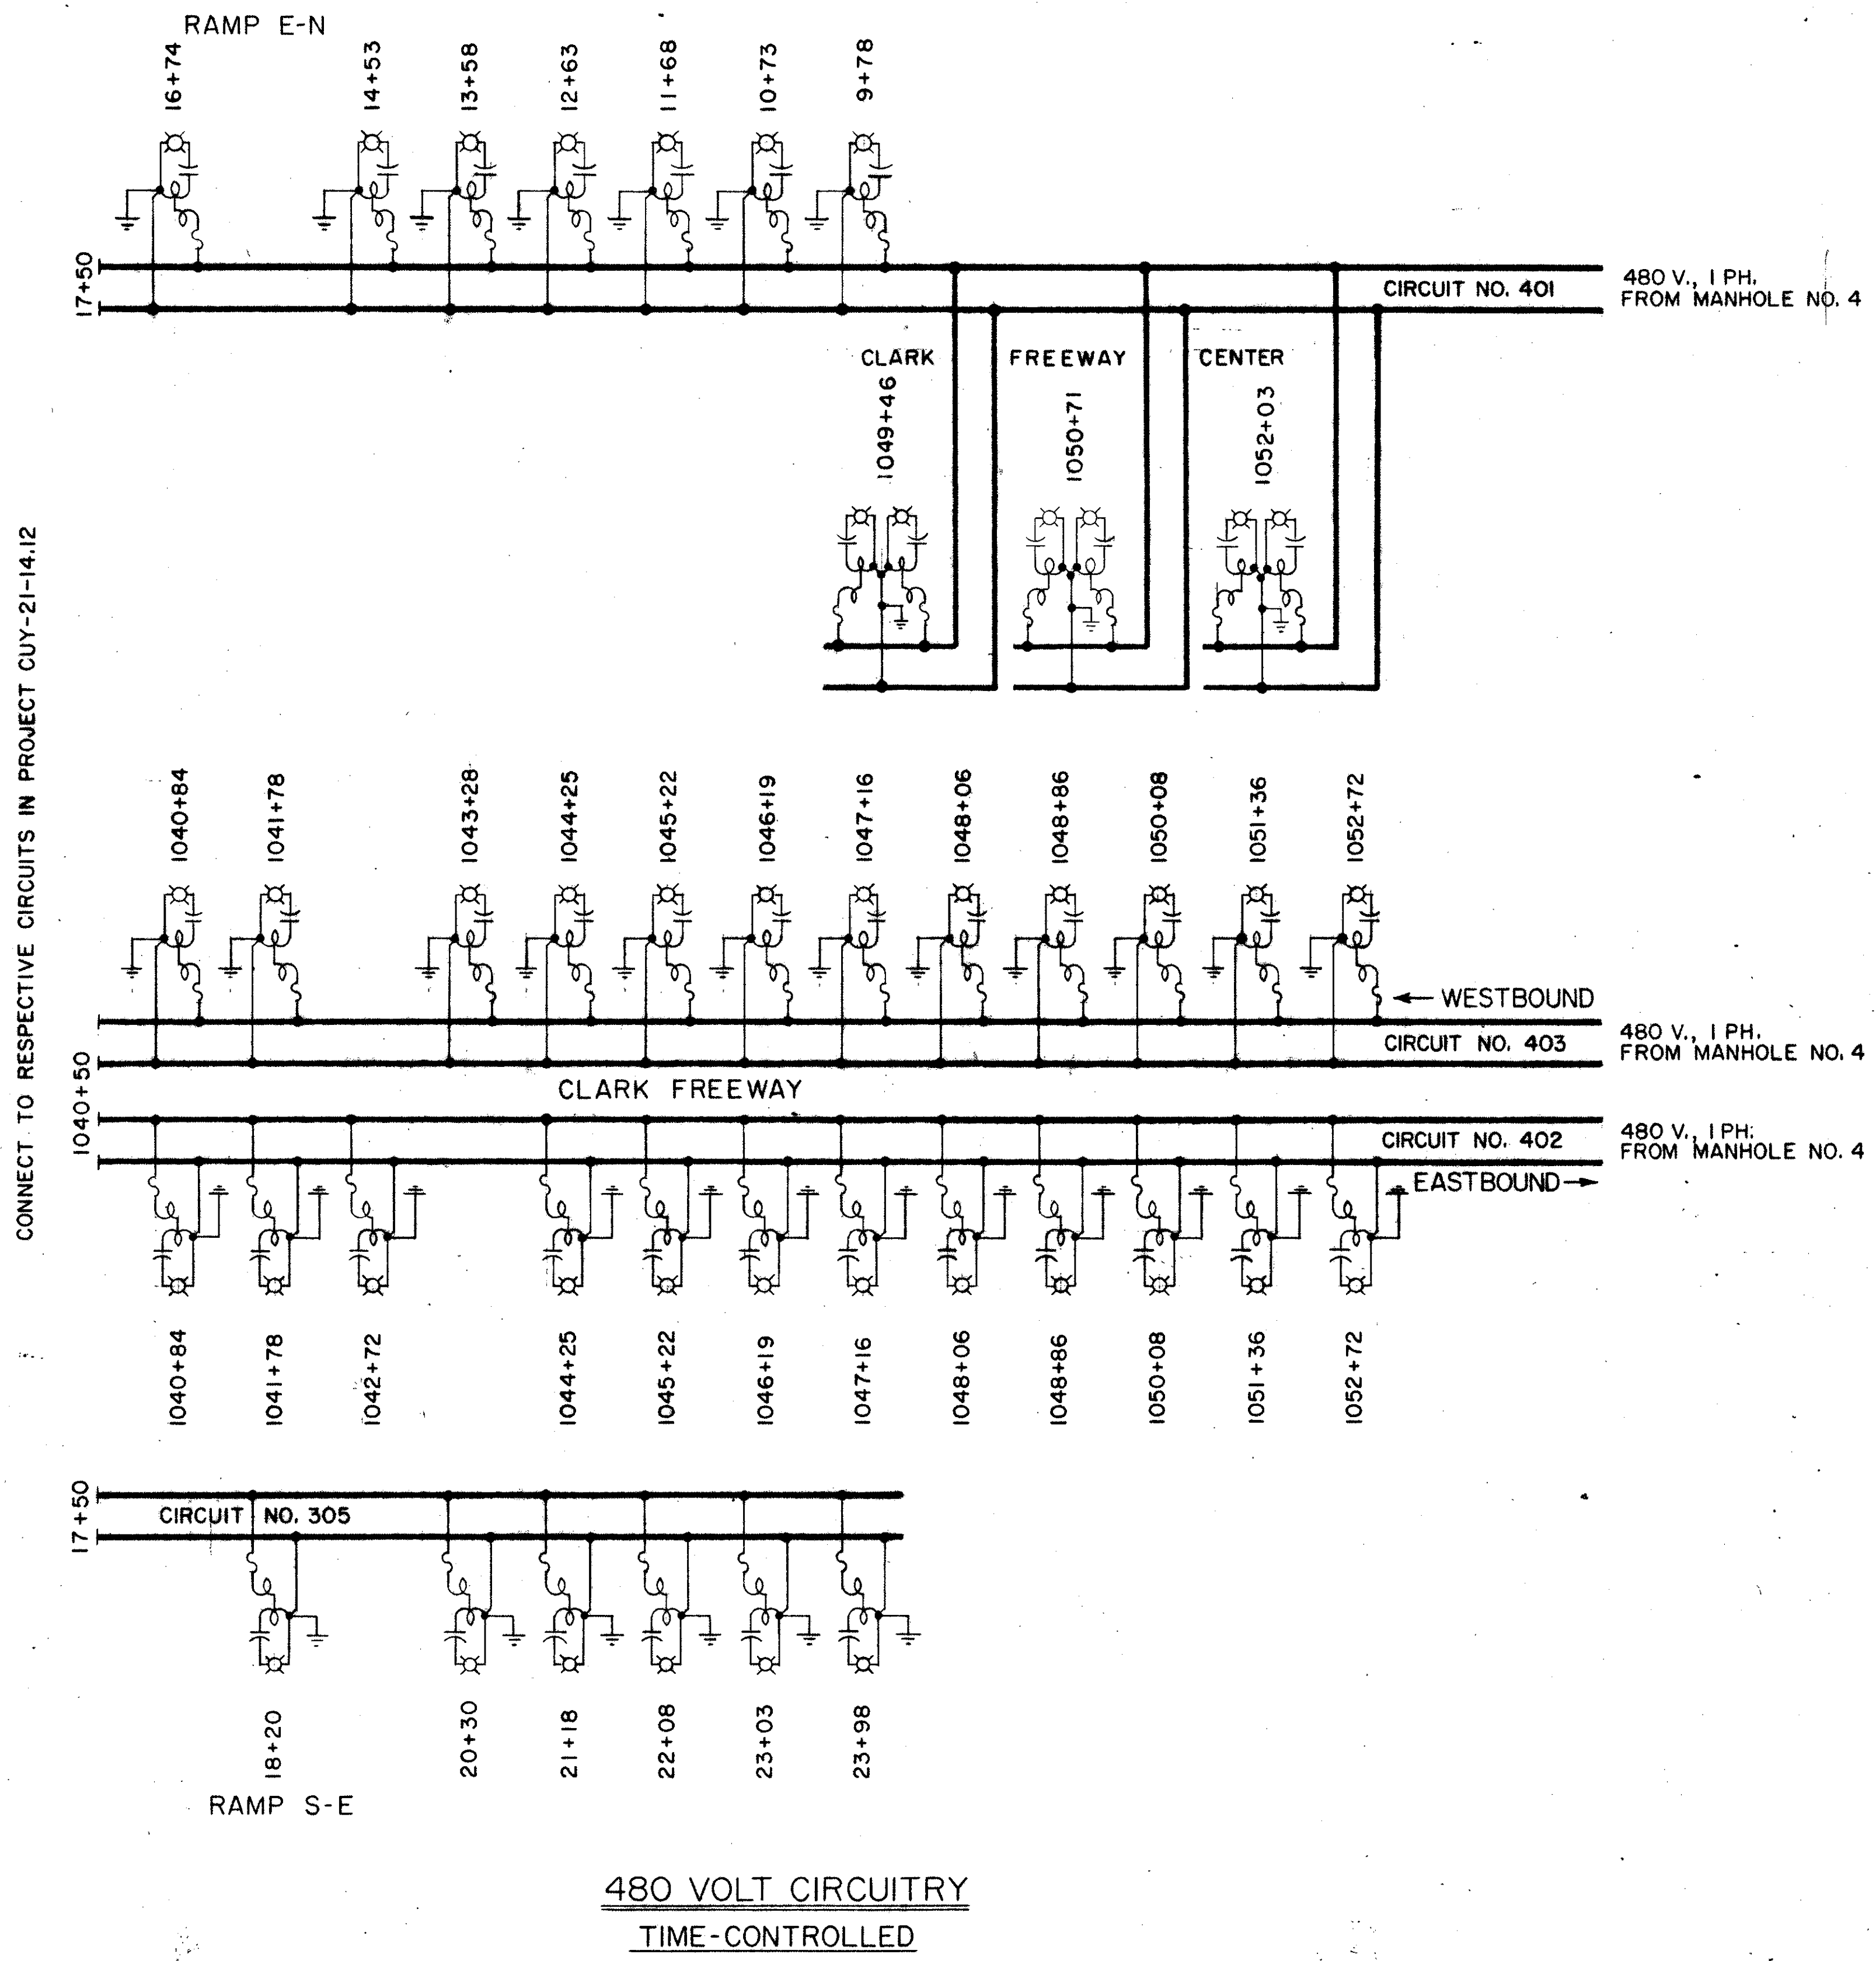 RAMP E-N
16+74
14+53
13+58
12+63
11+68
10+73
9+78
17+50
CIRCUIT NO. 401
480 V., 1 PH.
FROM MANHOLE NO. 4
CLARK FREEWAY CENTER
1049+46
1050+71
1052+03
CONNECT TO RESPECTIVE CIRCUITS IN PROJECT CUY-21-14.12
1040+84
1041+78
1043+28
1044+25
1045+22
1046+19
1047+16
1048+06
1048+86
1050+08
1051+36
1052+72
WESTBOUND
CIRCUIT NO. 403
480 V., 1 PH.
FROM MANHOLE NO. 4
1040+50
CLARK FREEWAY
CIRCUIT NO. 402
480 V., 1 PH.
FROM MANHOLE NO. 4
EASTBOUND
1040+84
1041+78
1042+72
1044+25
1045+22
1046+19
1047+16
1048+06
1048+86
1050+08
1051+36
1052+72
17+50
CIRCUIT NO. 305
18+20
20+30
21+18
22+08
23+03
23+98
RAMP S-E
480 VOLT CIRCUITRY
TIME-CONTROLLED